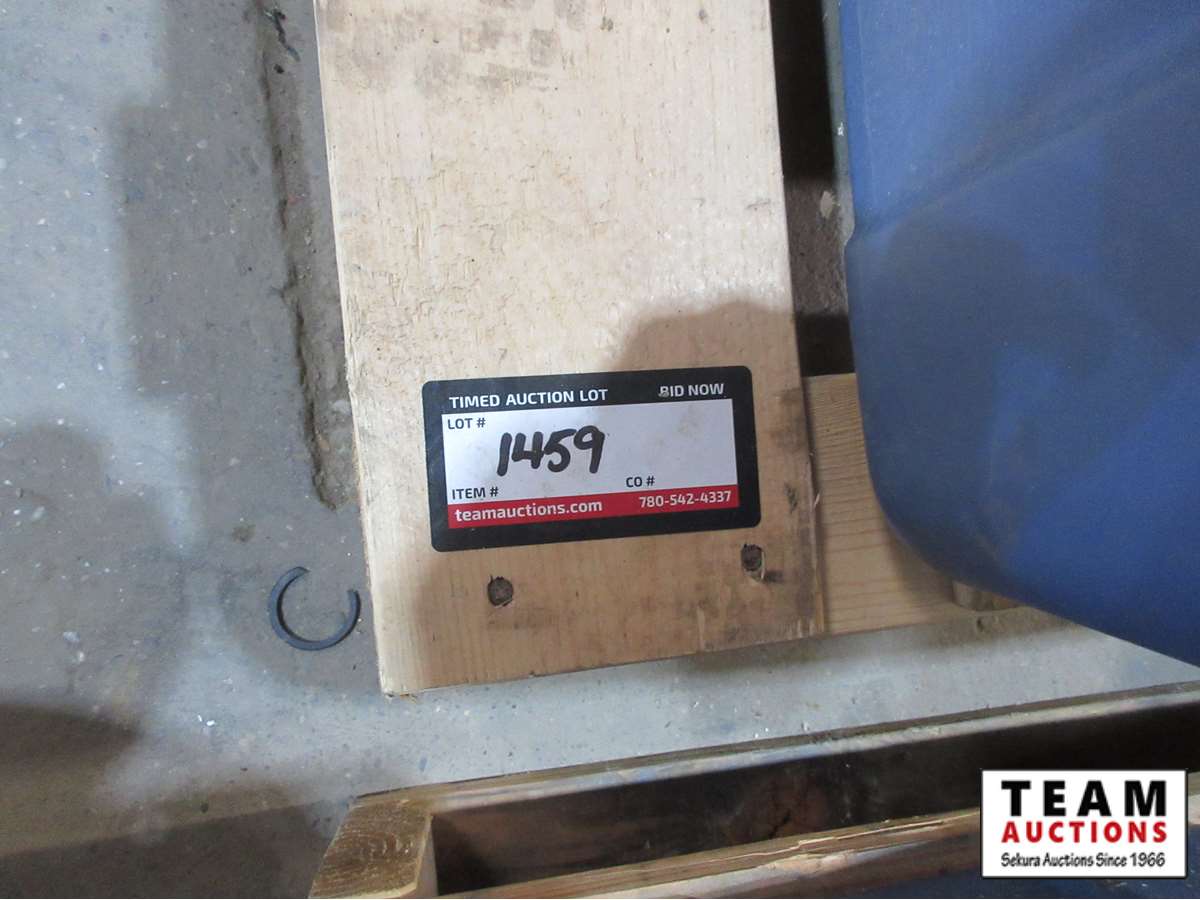 TIMED AUCTION LOT BID NOW
LOT #
1459
ITEM # CO #
teamauctions.com 780-542-4337
TEAM
AUCTIONS
Sekura Auctions Since 1966